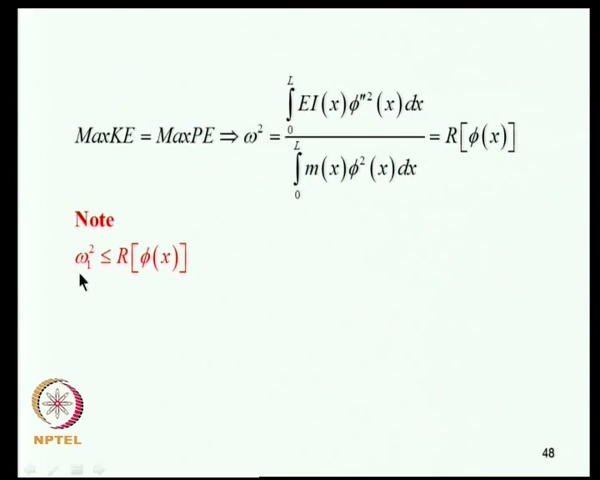 MaxKE = MaxPE ⇒ ω² = ∫₀ᴸ EI(x)φ″²(x)dx / ∫₀ᴸ m(x)φ²(x)dx = R[φ(x)]
Note
ω₁² ≤ R[φ(x)]
NPTEL
48